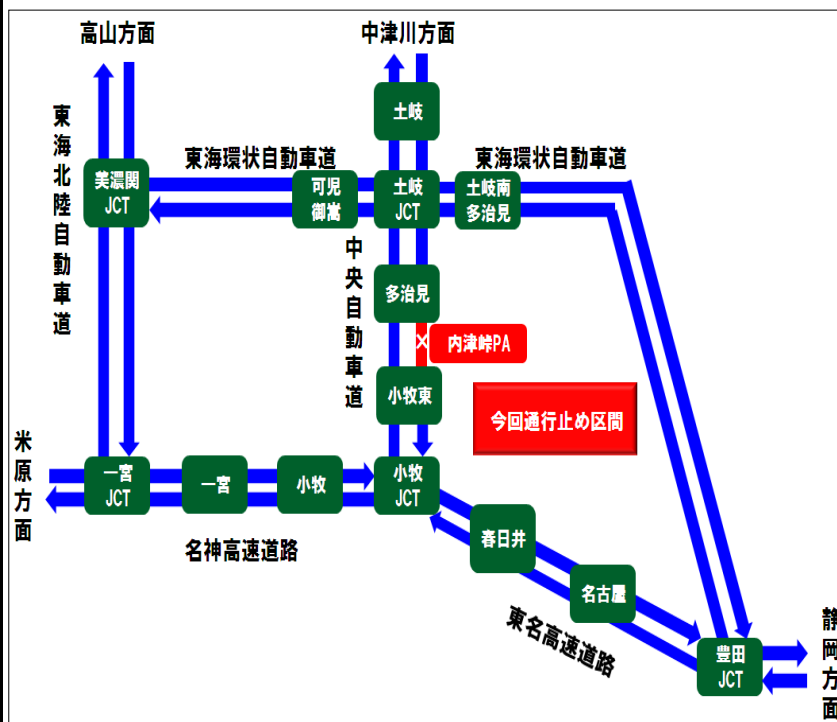 高山方面
中津川方面
東海北陸自動車道
土岐
東海環状自動車道
東海環状自動車道
美濃関
JCT
可児
御嵩
土岐
JCT
土岐南
多治見
中央自動車道
多治見
内津峠PA
小牧東
今回通行止め区間
米原方面
一宮
JCT
一宮
小牧
小牧
JCT
名神高速道路
春日井
名古屋
東名高速道路
豊田
JCT
静岡方面